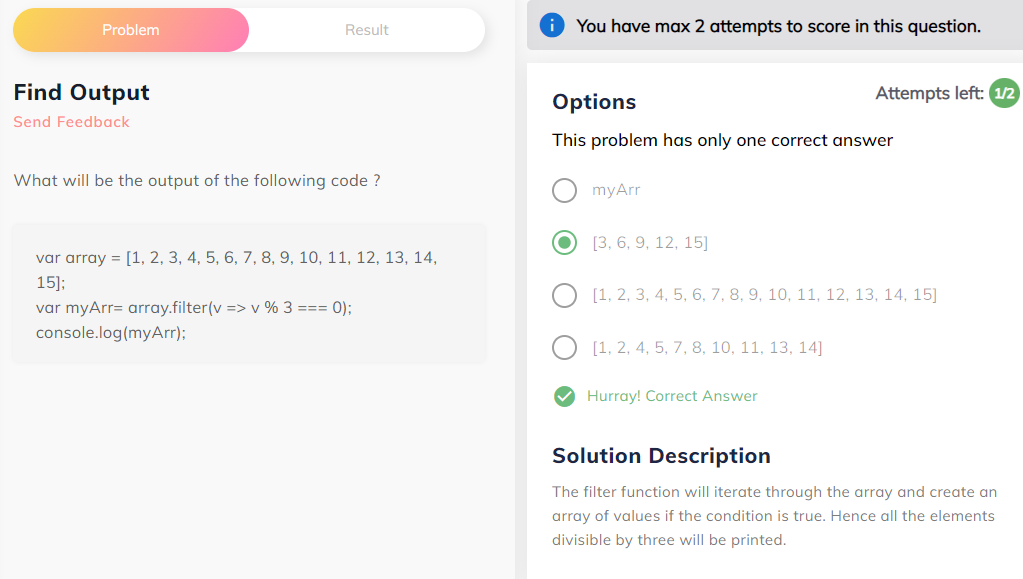 Problem
Result
Find Output
Send Feedback
What will be the output of the following code ?
var array = [1, 2, 3, 4, 5, 6, 7, 8, 9, 10, 11, 12, 13, 14,
15];
var myArr= array.filter(v => v % 3 === 0);
console.log(myArr);
You have max 2 attempts to score in this question.
Options
Attempts left: 1/2
This problem has only one correct answer
myArr
[3, 6, 9, 12, 15]
[1, 2, 3, 4, 5, 6, 7, 8, 9, 10, 11, 12, 13, 14, 15]
[1, 2, 4, 5, 7, 8, 10, 11, 13, 14]
Hurray! Correct Answer
Solution Description
The filter function will iterate through the array and create an
array of values if the condition is true. Hence all the elements
divisible by three will be printed.